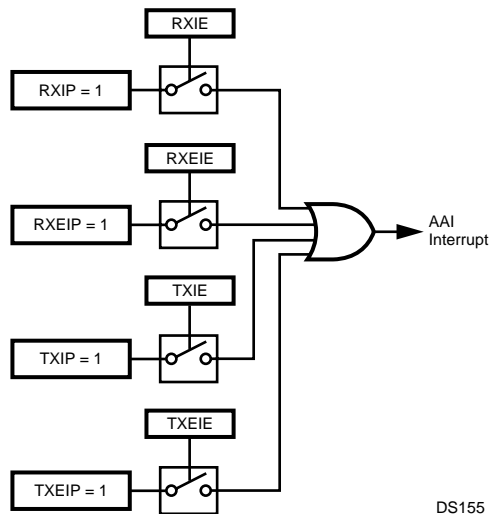 RXIE
RXIP = 1
RXEIE
RXEIP = 1
AAI
Interrupt
TXIE
TXIP = 1
TXEIE
TXEIP = 1
DS155